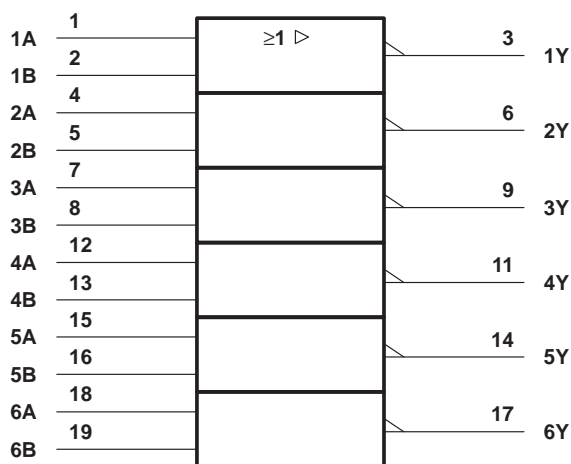 1A 1 ≥1 ▷ 3 1Y
1B 2
2A 4 6 2Y
2B 5
3A 7 9 3Y
3B 8
4A 12 11 4Y
4B 13
5A 15 14 5Y
5B 16
6A 18 17 6Y
6B 19